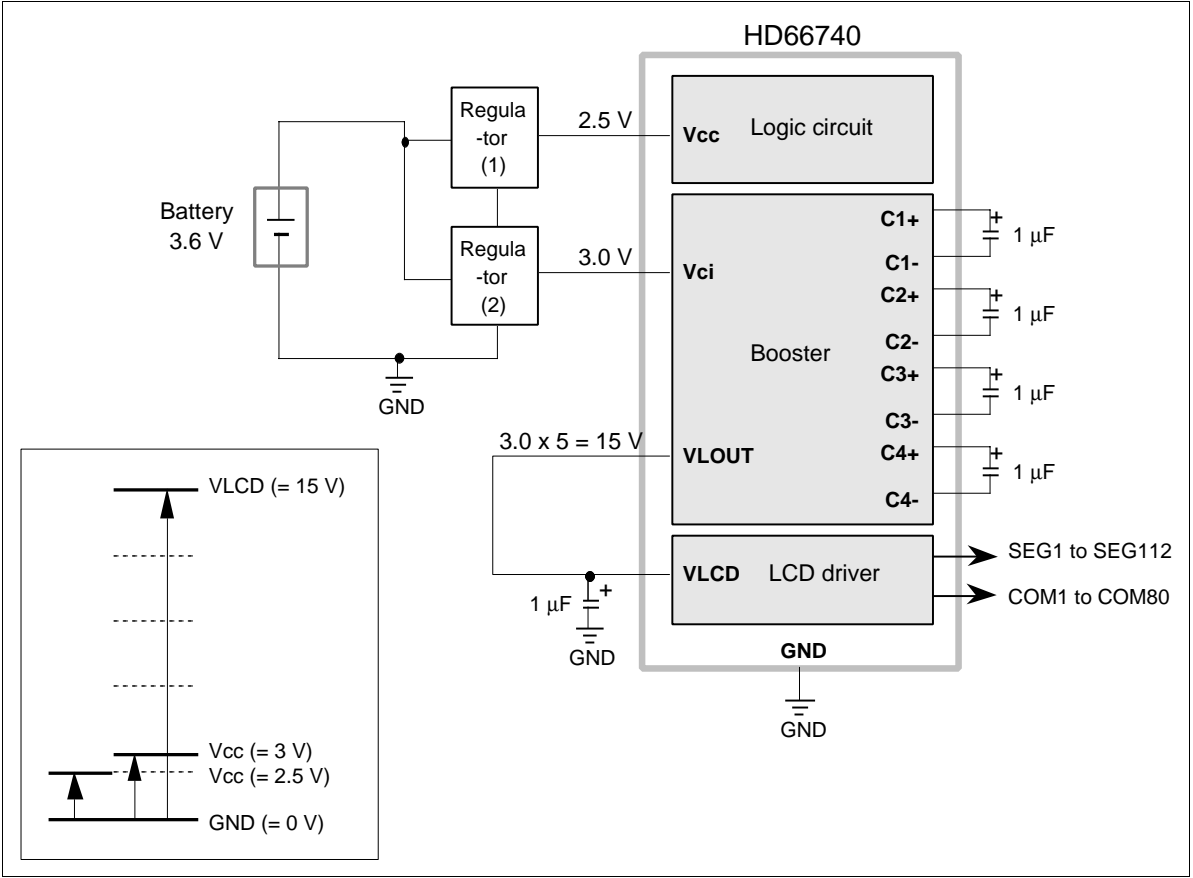 HD66740
Regula
-tor
(1)
2.5 V
Vcc
Logic circuit
Battery
3.6 V
Regula
-tor
(2)
3.0 V
Vci
Booster
C1+
C1-
+
1 μF
C2+
C2-
+
1 μF
C3+
C3-
+
1 μF
C4+
C4-
+
1 μF
GND
3.0 x 5 = 15 V
VLOUT
VLCD
LCD driver
SEG1 to SEG112
COM1 to COM80
1 μF
+
GND
GND
GND
VLCD (= 15 V)
Vcc (= 3 V)
Vcc (= 2.5 V)
GND (= 0 V)